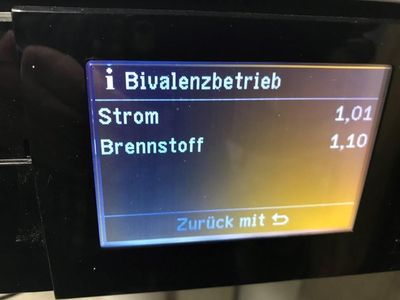 i Bivalenzbetrieb
Strom 1,01
Brennstoff 1,10
Zurück mit ⮌